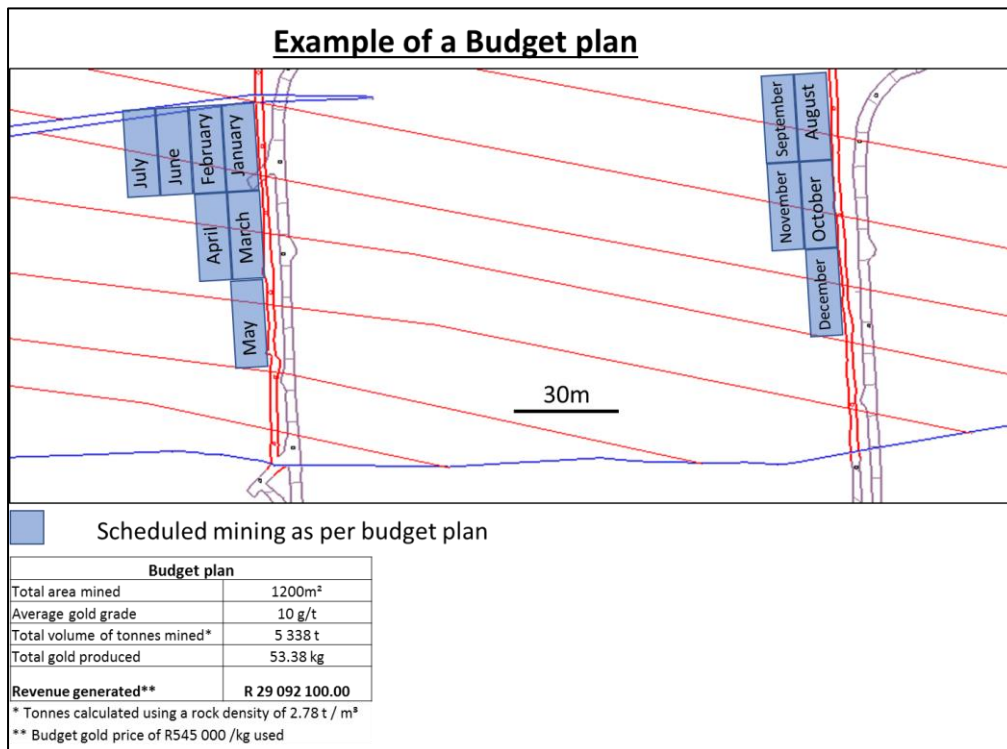 Example of a Budget plan
July
June
February
January
April
March
May
September
August
November
October
December
30m
Scheduled mining as per budget plan
Budget plan
Total area mined 1200m²
Average gold grade 10 g/t
Total volume of tonnes mined* 5 338 t
Total gold produced 53.38 kg
Revenue generated** R 29 092 100.00
* Tonnes calculated using a rock density of 2.78 t / m³
** Budget gold price of R545 000 /kg used